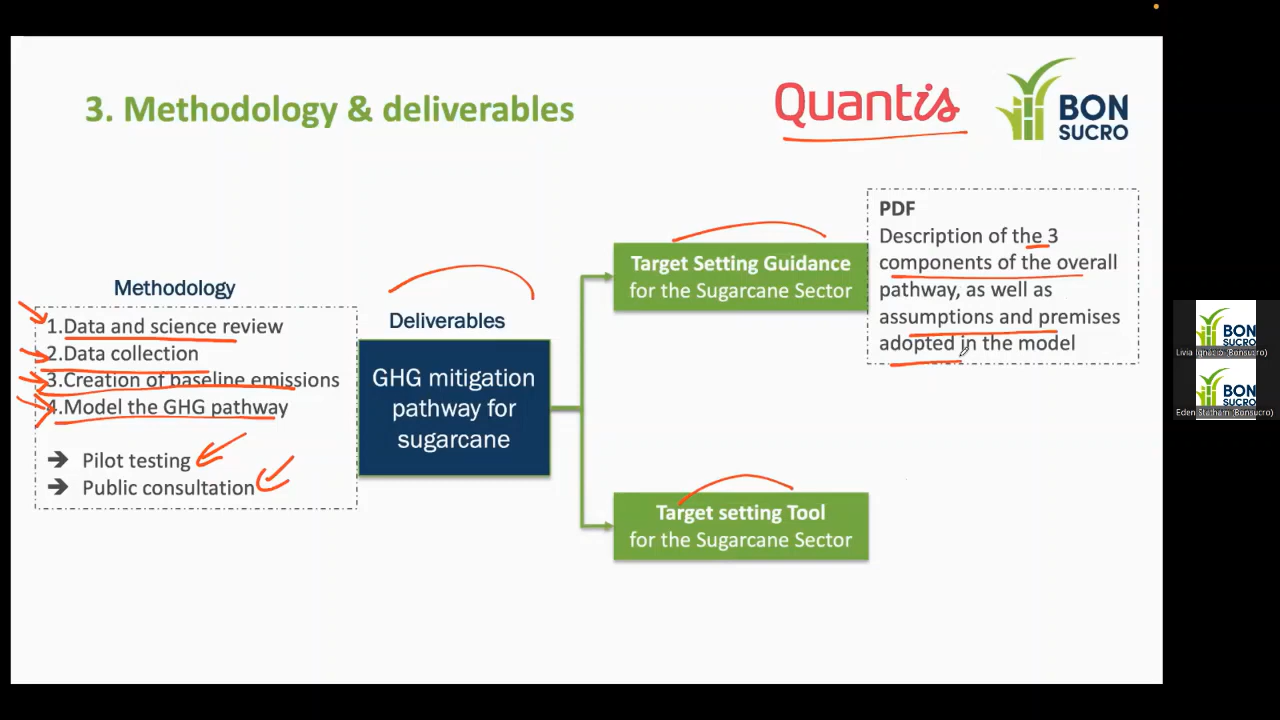 3. Methodology & deliverables
Quantis
BON
SUCRO
Methodology
1.Data and science review
2.Data collection
3.Creation of baseline emissions
4.Model the GHG pathway
➔ Pilot testing
➔ Public consultation
Deliverables
GHG mitigation
pathway for
sugarcane
Target Setting Guidance
for the Sugarcane Sector
PDF
Description of the 3
components of the overall
pathway, as well as
assumptions and premises
adopted in the model
Target setting Tool
for the Sugarcane Sector
BON
SUCRO
Livia Ignacio (Bonsucro)
BON
SUCRO
Eden Statham (Bonsucro)